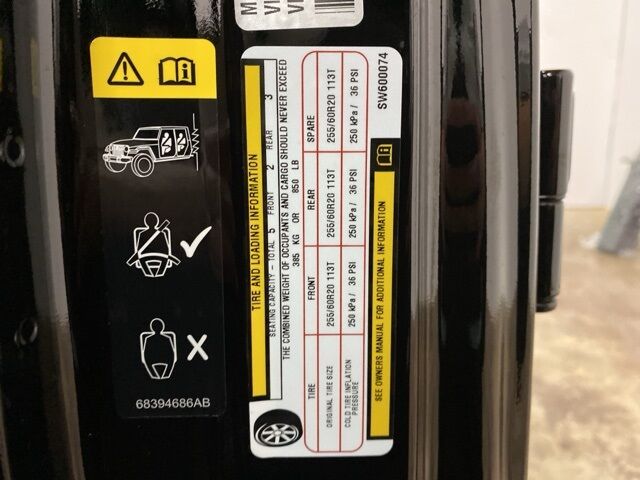 68394686AB
TIRE AND LOADING INFORMATION
SEATING CAPACITY - TOTAL 5 FRONT 2 REAR 3
THE COMBINED WEIGHT OF OCCUPANTS AND CARGO SHOULD NEVER EXCEED
385 KG OR 850 LB
TIRE FRONT REAR SPARE
ORIGINAL TIRE SIZE 255/60R20 113T 255/60R20 113T 255/60R20 113T
COLD TIRE INFLATION
PRESSURE 250 kPa / 36 PSI 250 kPa / 36 PSI 250 kPa / 36 PSI
SEE OWNERS MANUAL FOR ADDITIONAL INFORMATION
SW600074